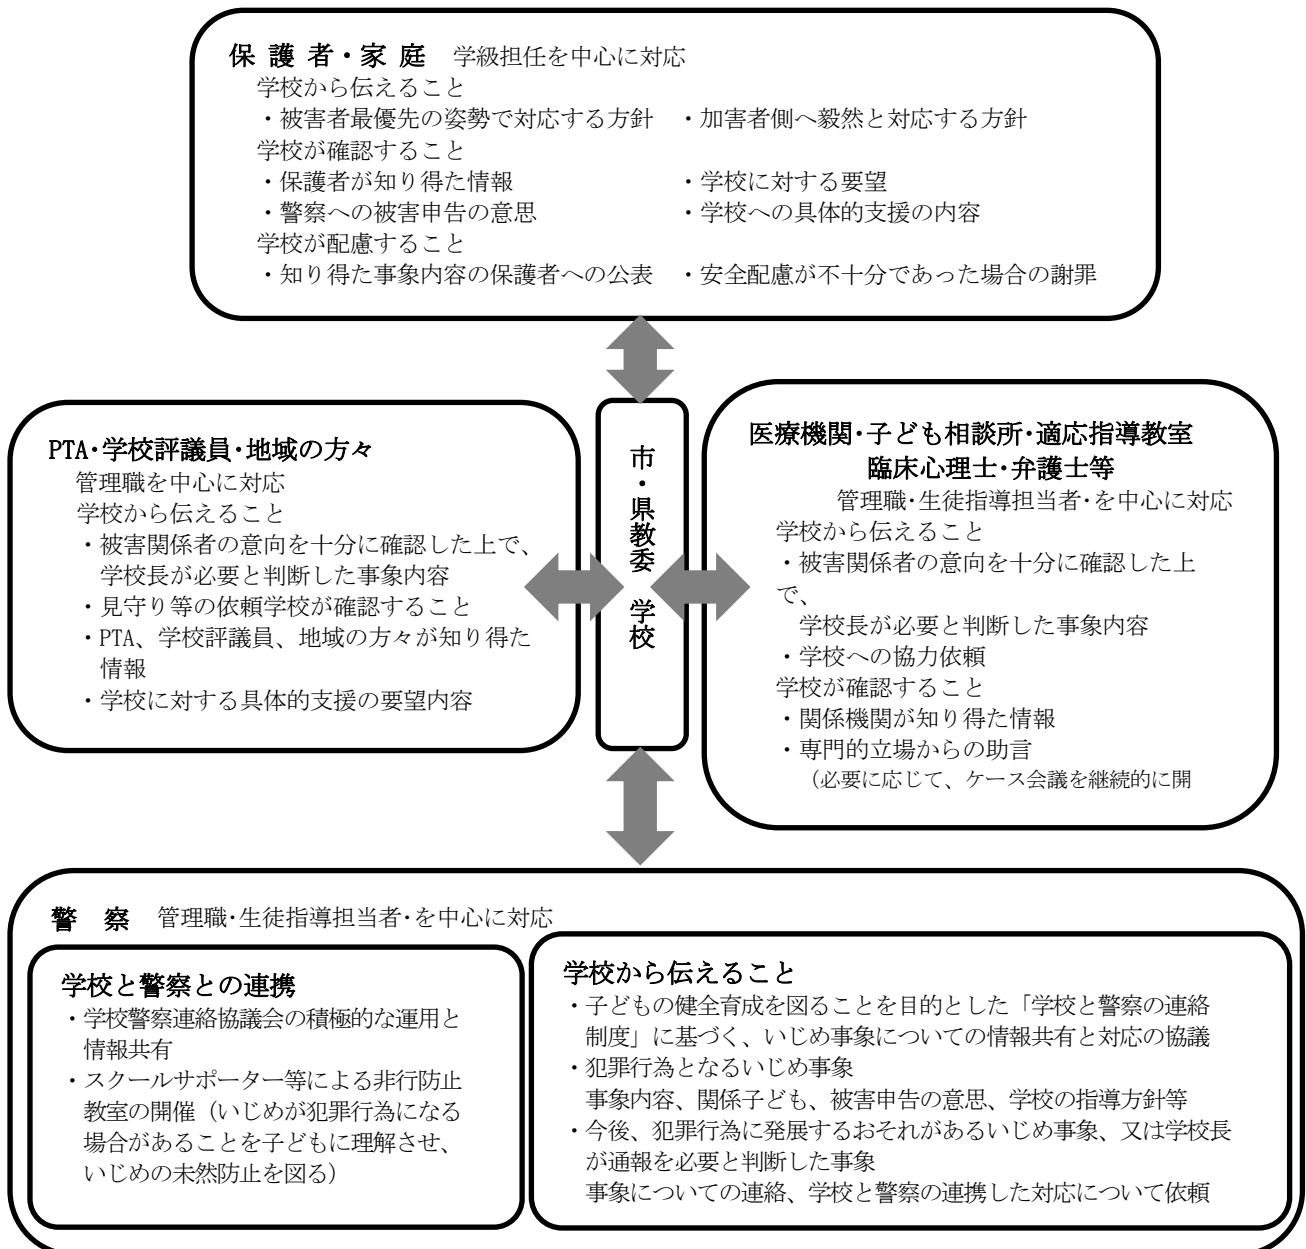 保 護 者・家 庭　学級担任を中心に対応
学校から伝えること
・被害者最優先の姿勢で対応する方針　・加害者側へ毅然と対応する方針
学校が確認すること
・保護者が知り得た情報　・学校に対する要望
・警察への被害申告の意思　・学校への具体的支援の内容
学校が配慮すること
・知り得た事象内容の保護者への公表　・安全配慮が不十分であった場合の謝罪
PTA・学校評議員・地域の方々
管理職を中心に対応
学校から伝えること
・被害関係者の意向を十分に確認した上で、
学校長が必要と判断した事象内容
・見守り等の依頼学校が確認すること
・PTA、学校評議員、地域の方々が知り得た
情報
・学校に対する具体的支援の要望内容
市・県教委　学校
医療機関・子ども相談所・適応指導教室
臨床心理士・弁護士等
管理職・生徒指導担当者・を中心に対応
学校から伝えること
・被害関係者の意向を十分に確認した上
で、
学校長が必要と判断した事象内容
・学校への協力依頼
学校が確認すること
・関係機関が知り得た情報
・専門的立場からの助言
（必要に応じて、ケース会議を継続的に開
警　察　管理職・生徒指導担当者・を中心に対応
学校と警察との連携
・学校警察連絡協議会の積極的な運用と
情報共有
・スクールサポーター等による非行防止
教室の開催（いじめが犯罪行為になる
場合があることを子どもに理解させ、
いじめの未然防止を図る）
学校から伝えること
・子どもの健全育成を図ることを目的とした「学校と警察の連絡
制度」に基づく、いじめ事象についての情報共有と対応の協議
・犯罪行為となるいじめ事象
事象内容、関係子ども、被害申告の意思、学校の指導方針等
・今後、犯罪行為に発展するおそれがあるいじめ事象、又は学校長
が通報を必要と判断した事象
事象についての連絡、学校と警察の連携した対応について依頼